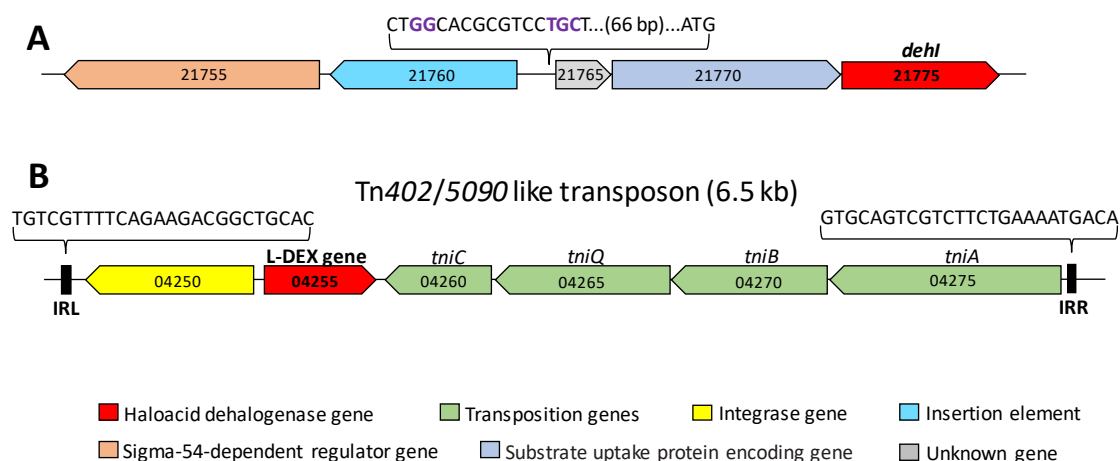 A
CTGGCACGCGTCCTGCT...(66 bp)...ATG
dehI
21755
21760
21765
21770
21775
B
Tn402/5090 like transposon (6.5 kb)
TGTCGTTTTCAGAAGACGGCTGCAC
GTGCAGTCGTCTTCTGAAAATGACA
L-DEX gene
tniC
tniQ
tniB
tniA
04250
04255
04260
04265
04270
04275
IRL
IRR
Haloacid dehalogenase gene
Transposition genes
Integrase gene
Insertion element
Sigma-54-dependent regulator gene
Substrate uptake protein encoding gene
Unknown gene